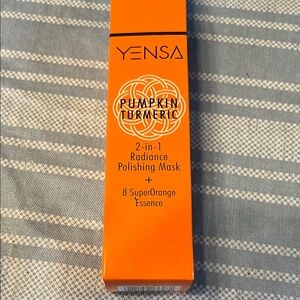 YENSA
PUMPKIN
TURMERIC
2-in-1
Radiance
Polishing Mask
+
8 SuperOrange
Essence